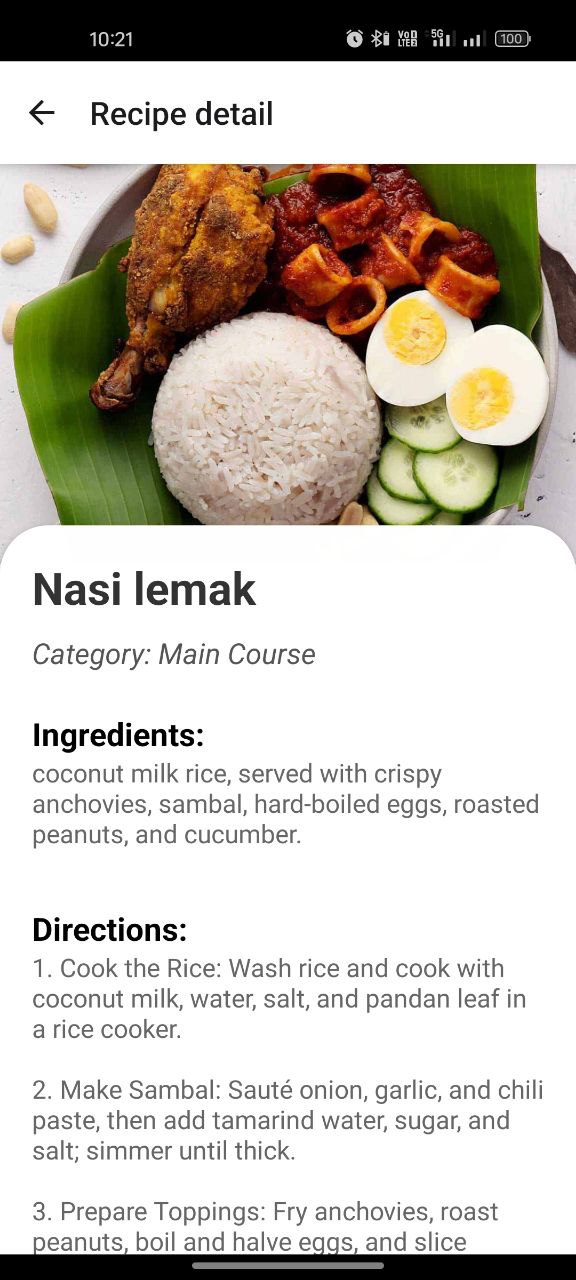 10:21
Vo
LTE2
5G
100
Recipe detail
Nasi lemak
Category: Main Course
Ingredients:
coconut milk rice, served with crispy
anchovies, sambal, hard-boiled eggs, roasted
peanuts, and cucumber.
Directions:
1. Cook the Rice: Wash rice and cook with
coconut milk, water, salt, and pandan leaf in
a rice cooker.
2. Make Sambal: Sauté onion, garlic, and chili
paste, then add tamarind water, sugar, and
salt; simmer until thick.
3. Prepare Toppings: Fry anchovies, roast
peanuts, boil and halve eggs, and slice